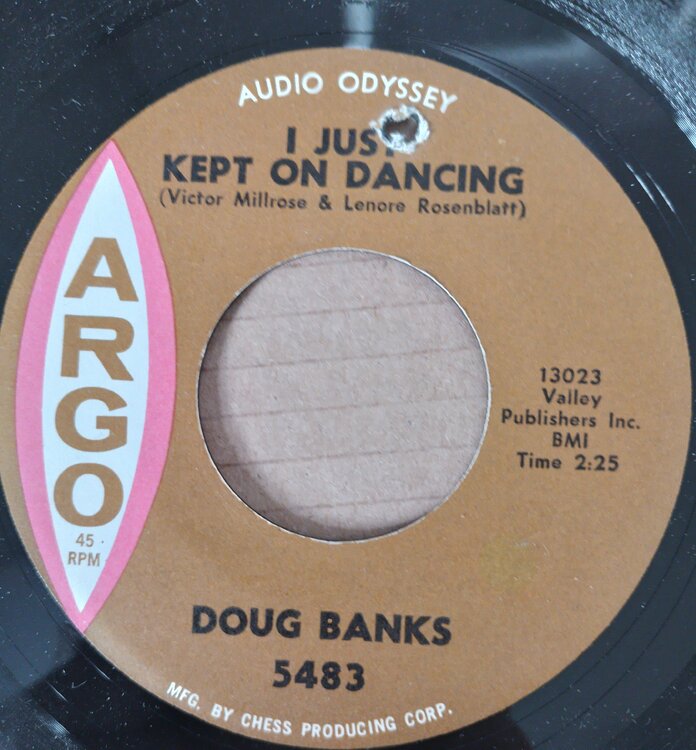 AUDIO ODYSSEY
I JUST
KEPT ON DANCING
(Victor Millrose & Lenore Rosenblatt)
ARGO
45
RPM
13023
Valley
Publishers Inc.
BMI
Time 2:25
DOUG BANKS
5483
MFG. BY CHESS PRODUCING CORP.